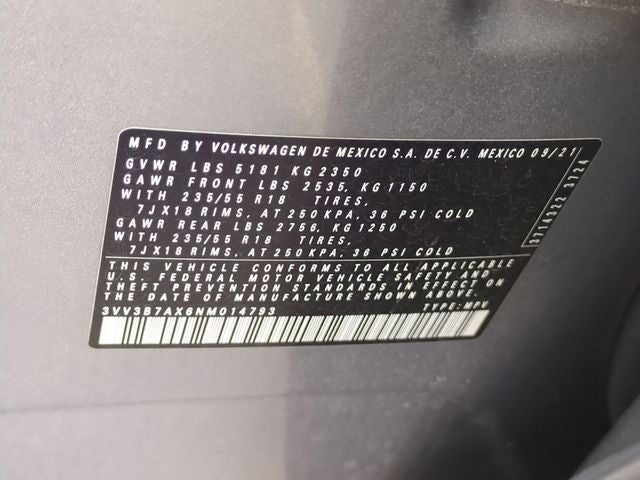 MFD BY VOLKSWAGEN DE MEXICO S.A. DE C.V. MEXICO 09/21
GVWR LBS 5181 KG 2350
GAWR FRONT LBS 2535, KG 1150
WITH 235/55 R18 TIRES,
7JX18 RIMS, AT 250 KPA, 36 PSI COLD
GAWR REAR LBS 2756, KG 1250
WITH 235/55 R18 TIRES,
7JX18 RIMS, AT 250 KPA, 36 PSI COLD
THIS VEHICLE CONFORMS TO ALL APPLICABLE
U.S. FEDERAL MOTOR VEHICLE SAFETY AND
THEFT PREVENTION STANDARDS IN EFFECT ON
THE DATE OF MANUFACTURE SHOWN ABOVE.
3VV3B7AX6NM014793 TYPE: MPV
3714322 3724